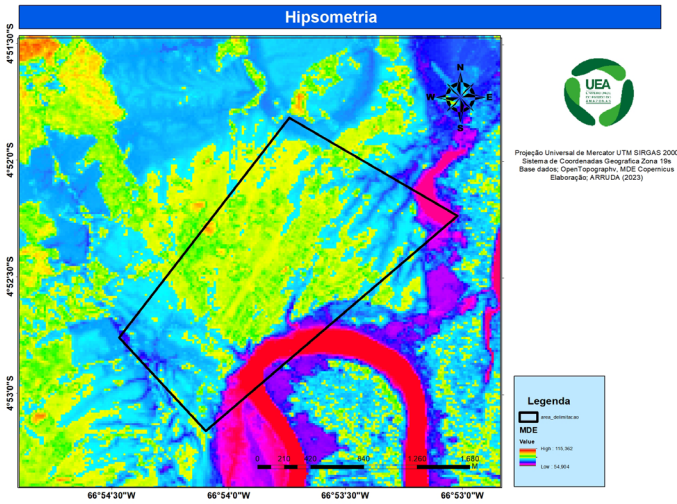 Hipsometria
4°51'30"S
4°52'0"S
4°52'30"S
4°53'0"S
N
W
E
S
UEA
AMAZONAS
Projeção Universal de Mercator UTM SIRGAS 2000
Sistema de Coordenadas Geografica Zona 19s
Base dados; OpenTopography, MDE Copernicus
Elaboração; ARRUDA (2023)
Legenda
area_delimitacao
MDE
Value
High : 115,362
Low : 54,904
0 210 420 840 1.260 1.680
M
66°54'30"W 66°54'0"W 66°53'30"W 66°53'0"W